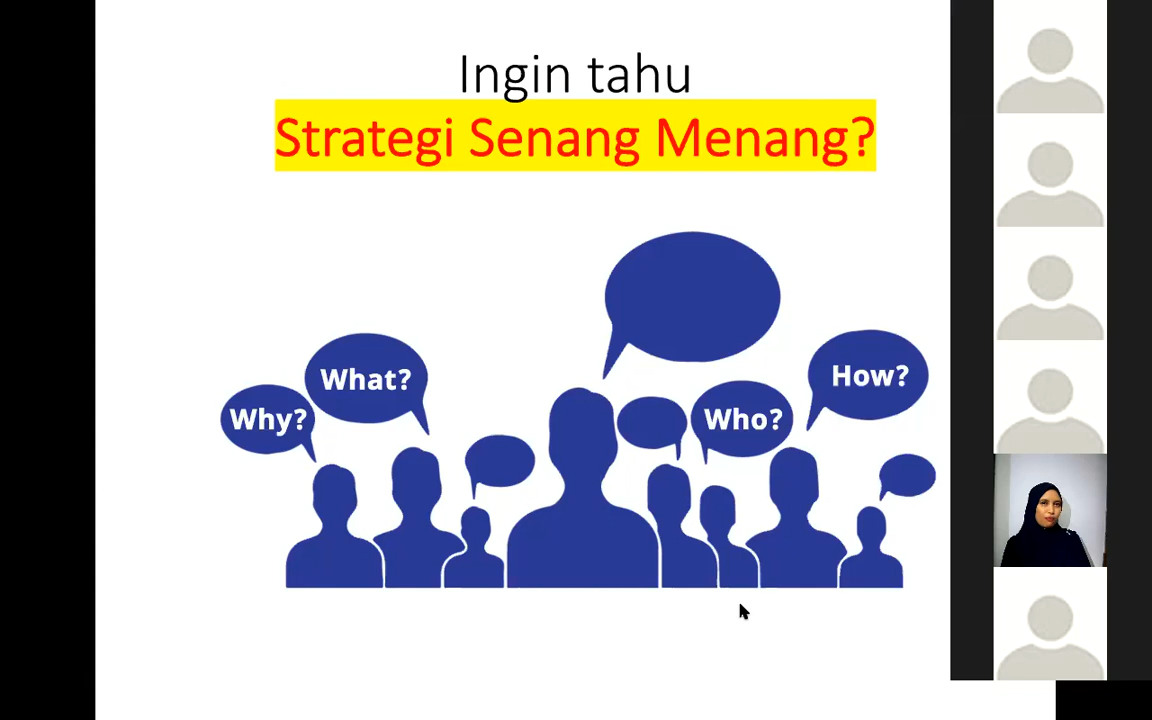 Ingin tahu
Strategi Senang Menang?
What?
How?
Why?
Who?